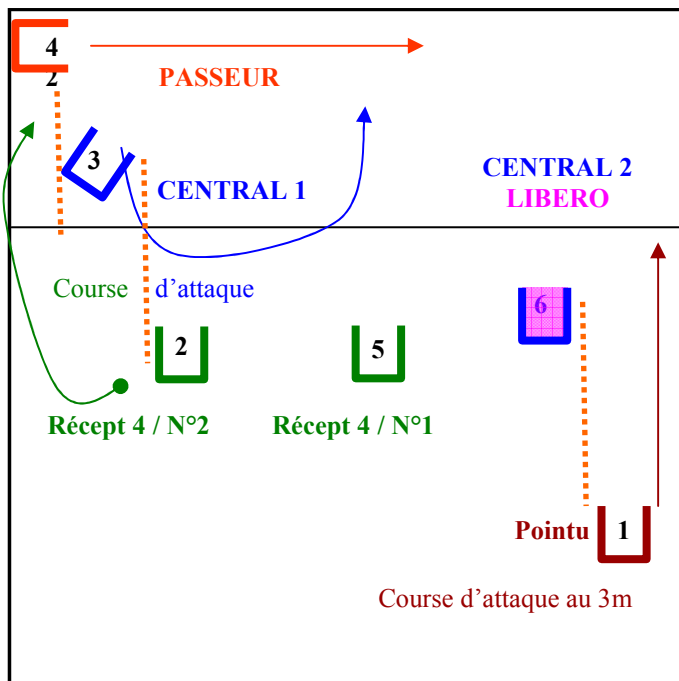 4
2
PASSEUR
3
CENTRAL 1
CENTRAL 2
LIBERO
Course d’attaque
6
2
5
Récept 4 / N°2
Récept 4 / N°1
Pointu
1
Course d’attaque au 3m